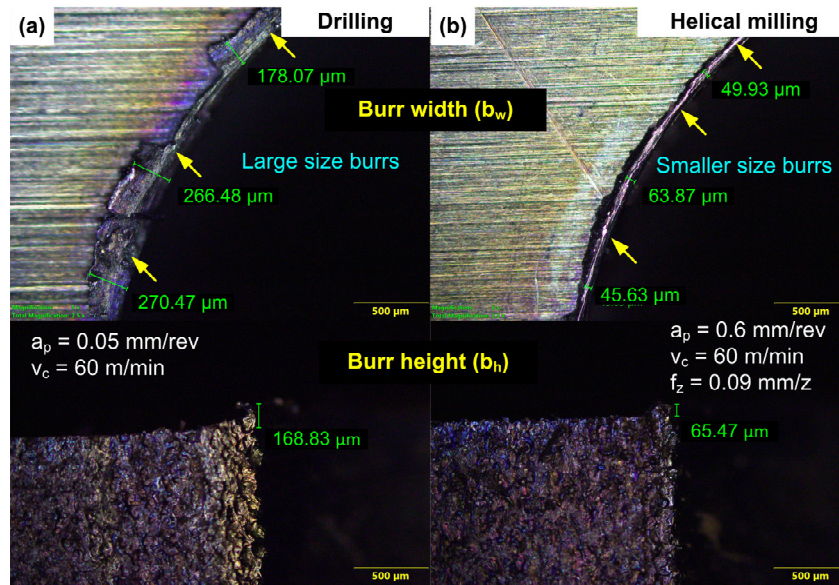 (a)
Drilling
178.07 µm
Burr width (bw)
Large size burrs
266.48 µm
270.47 µm
500 µm
(b)
Helical milling
49.93 µm
Smaller size burrs
63.87 µm
45.63 µm
500 µm
ap = 0.05 mm/rev
vc = 60 m/min
Burr height (bh)
168.83 µm
500 µm
ap = 0.6 mm/rev
vc = 60 m/min
fz = 0.09 mm/z
65.47 µm
500 µm